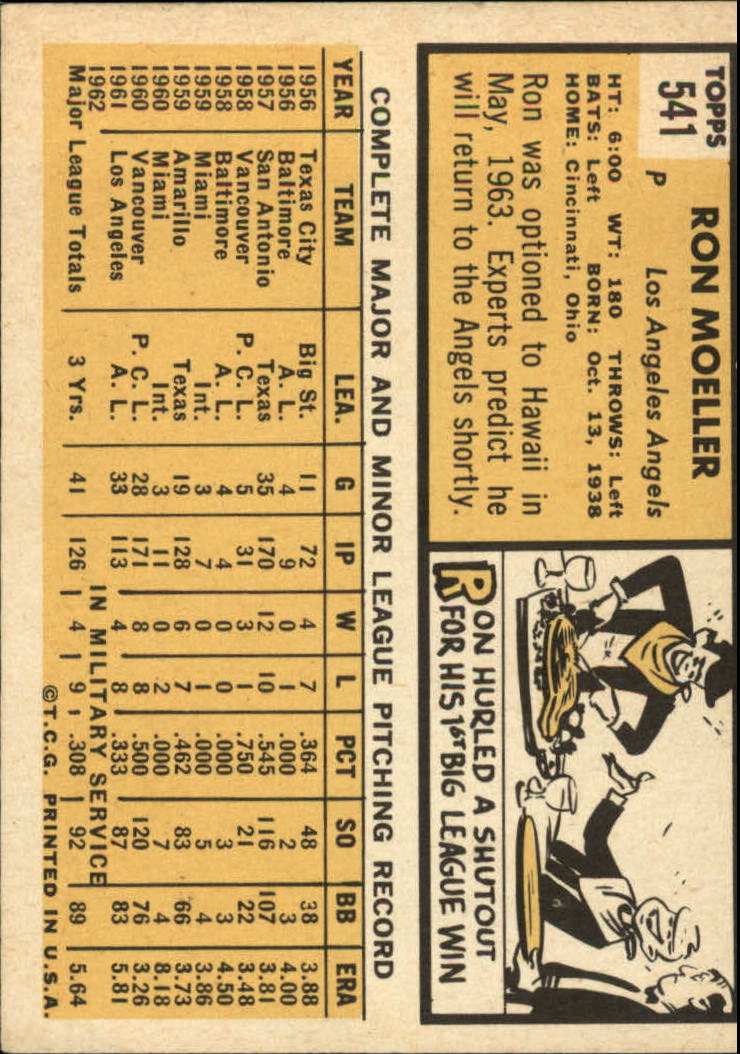 TOPPS
541
P
RON MOELLER
Los Angeles Angels
HT: 6:00 WT: 180 THROWS: Left
BATS: Left BORN: Oct. 13, 1938
HOME: Cincinnati, Ohio
Ron was optioned to Hawaii in
May, 1963. Experts predict he
will return to the Angels shortly.
RON HURLED A SHUTOUT
FOR HIS 1ST BIG LEAGUE WIN
COMPLETE MAJOR AND MINOR LEAGUE PITCHING RECORD
YEAR TEAM LEA. G IP W L PCT SO BB ERA
1956 Texas City Big St. 11 72 4 7 .364 48 38 3.88
1956 Baltimore A. L. 4 9 0 1 .000 2 3 4.00
1957 San Antonio Texas 35 170 12 10 .545 116 107 3.81
1958 Vancouver P. C. L. 5 31 3 1 .750 21 22 3.48
1958 Baltimore A. L. 4 4 0 0 .000 3 3 4.50
1959 Miami Int. 3 7 0 1 .000 5 4 3.86
1959 Amarillo Texas 19 128 6 7 .462 83 66 3.73
1960 Miami Int. 3 11 0 2 .000 7 4 8.18
1960 Vancouver P. C. L. 28 171 8 8 .500 120 76 3.26
1961 Los Angeles A. L. 33 113 4 8 .333 87 83 5.81
1962 IN MILITARY SERVICE
Major League Totals 3 Yrs. 41 126 4 9 .308 92 89 5.64
©T.C.G. PRINTED IN U.S.A.